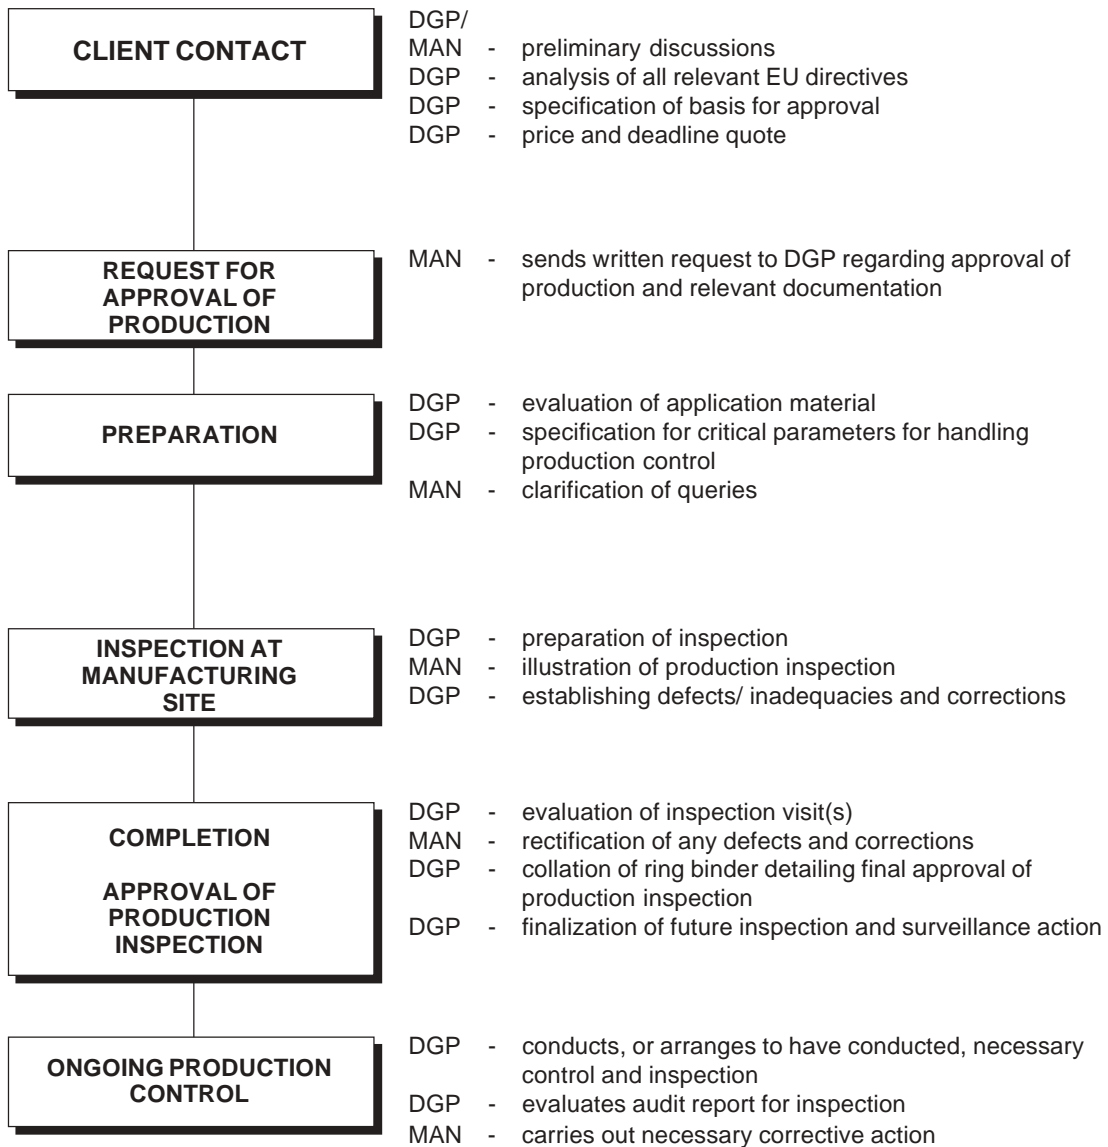 CLIENT CONTACT
DGP/
MAN - preliminary discussions
DGP - analysis of all relevant EU directives
DGP - specification of basis for approval
DGP - price and deadline quote
REQUEST FOR
APPROVAL OF
PRODUCTION
MAN - sends written request to DGP regarding approval of
production and relevant documentation
PREPARATION
DGP - evaluation of application material
DGP - specification for critical parameters for handling
production control
MAN - clarification of queries
INSPECTION AT
MANUFACTURING
SITE
DGP - preparation of inspection
MAN - illustration of production inspection
DGP - establishing defects/ inadequacies and corrections
COMPLETION
APPROVAL OF
PRODUCTION
INSPECTION
DGP - evaluation of inspection visit(s)
MAN - rectification of any defects and corrections
DGP - collation of ring binder detailing final approval of
production inspection
DGP - finalization of future inspection and surveillance action
ONGOING PRODUCTION
CONTROL
DGP - conducts, or arranges to have conducted, necessary
control and inspection
DGP - evaluates audit report for inspection
MAN - carries out necessary corrective action